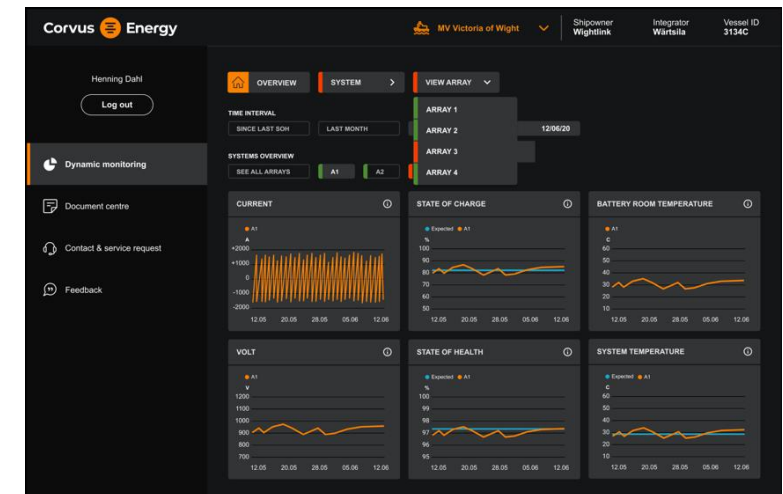 Corvus Energy
MV Victoria of Wight
Shipowner
Wightlink
Integrator
Wärtsila
Vessel ID
3134C
Henning Dahl
Log out
Dynamic monitoring
Document centre
Contact & service request
Feedback
OVERVIEW
SYSTEM
VIEW ARRAY
ARRAY 1
ARRAY 2
ARRAY 3
ARRAY 4
TIME INTERVAL
SINCE LAST SOH
LAST MONTH
12/06/20
SYSTEMS OVERVIEW
SEE ALL ARRAYS
A1
A2
CURRENT
A1
A
+2000
+1000
0
-1000
-2000
12.05 20.05 28.05 05.06 12.06
STATE OF CHARGE
Expected A1
%
100
90
80
70
60
50
12.05 20.05 28.05 05.06 12.06
BATTERY ROOM TEMPERATURE
A1
C
60
50
40
30
20
10
12.05 20.05 28.05 05.06 12.06
VOLT
A1
V
1200
1100
1000
900
800
700
12.05 20.05 28.05 05.06 12.06
STATE OF HEALTH
Expected A1
%
100
99
98
97
96
95
12.05 20.05 28.05 05.06 12.06
SYSTEM TEMPERATURE
Expected A1
C
60
50
40
30
20
10
12.05 20.05 28.05 05.06 12.06